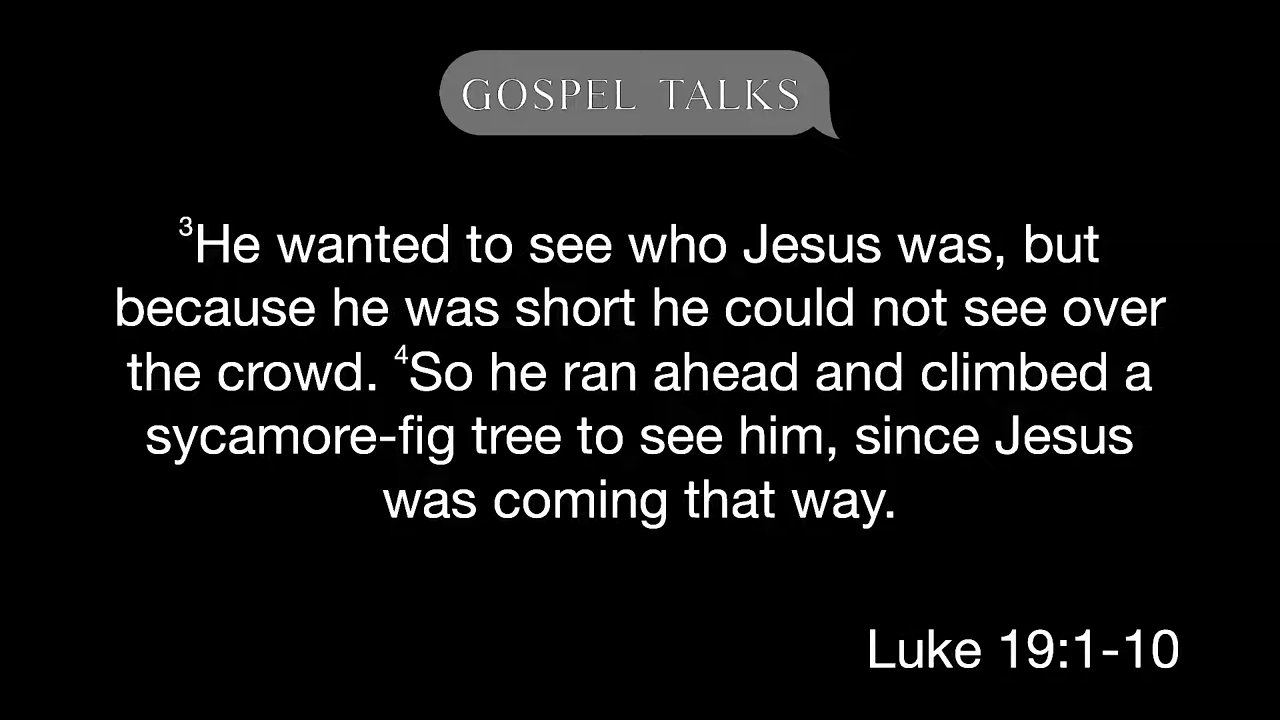 GOSPEL TALKS
³He wanted to see who Jesus was, but
because he was short he could not see over
the crowd. ⁴So he ran ahead and climbed a
sycamore-fig tree to see him, since Jesus
was coming that way.
Luke 19:1-10